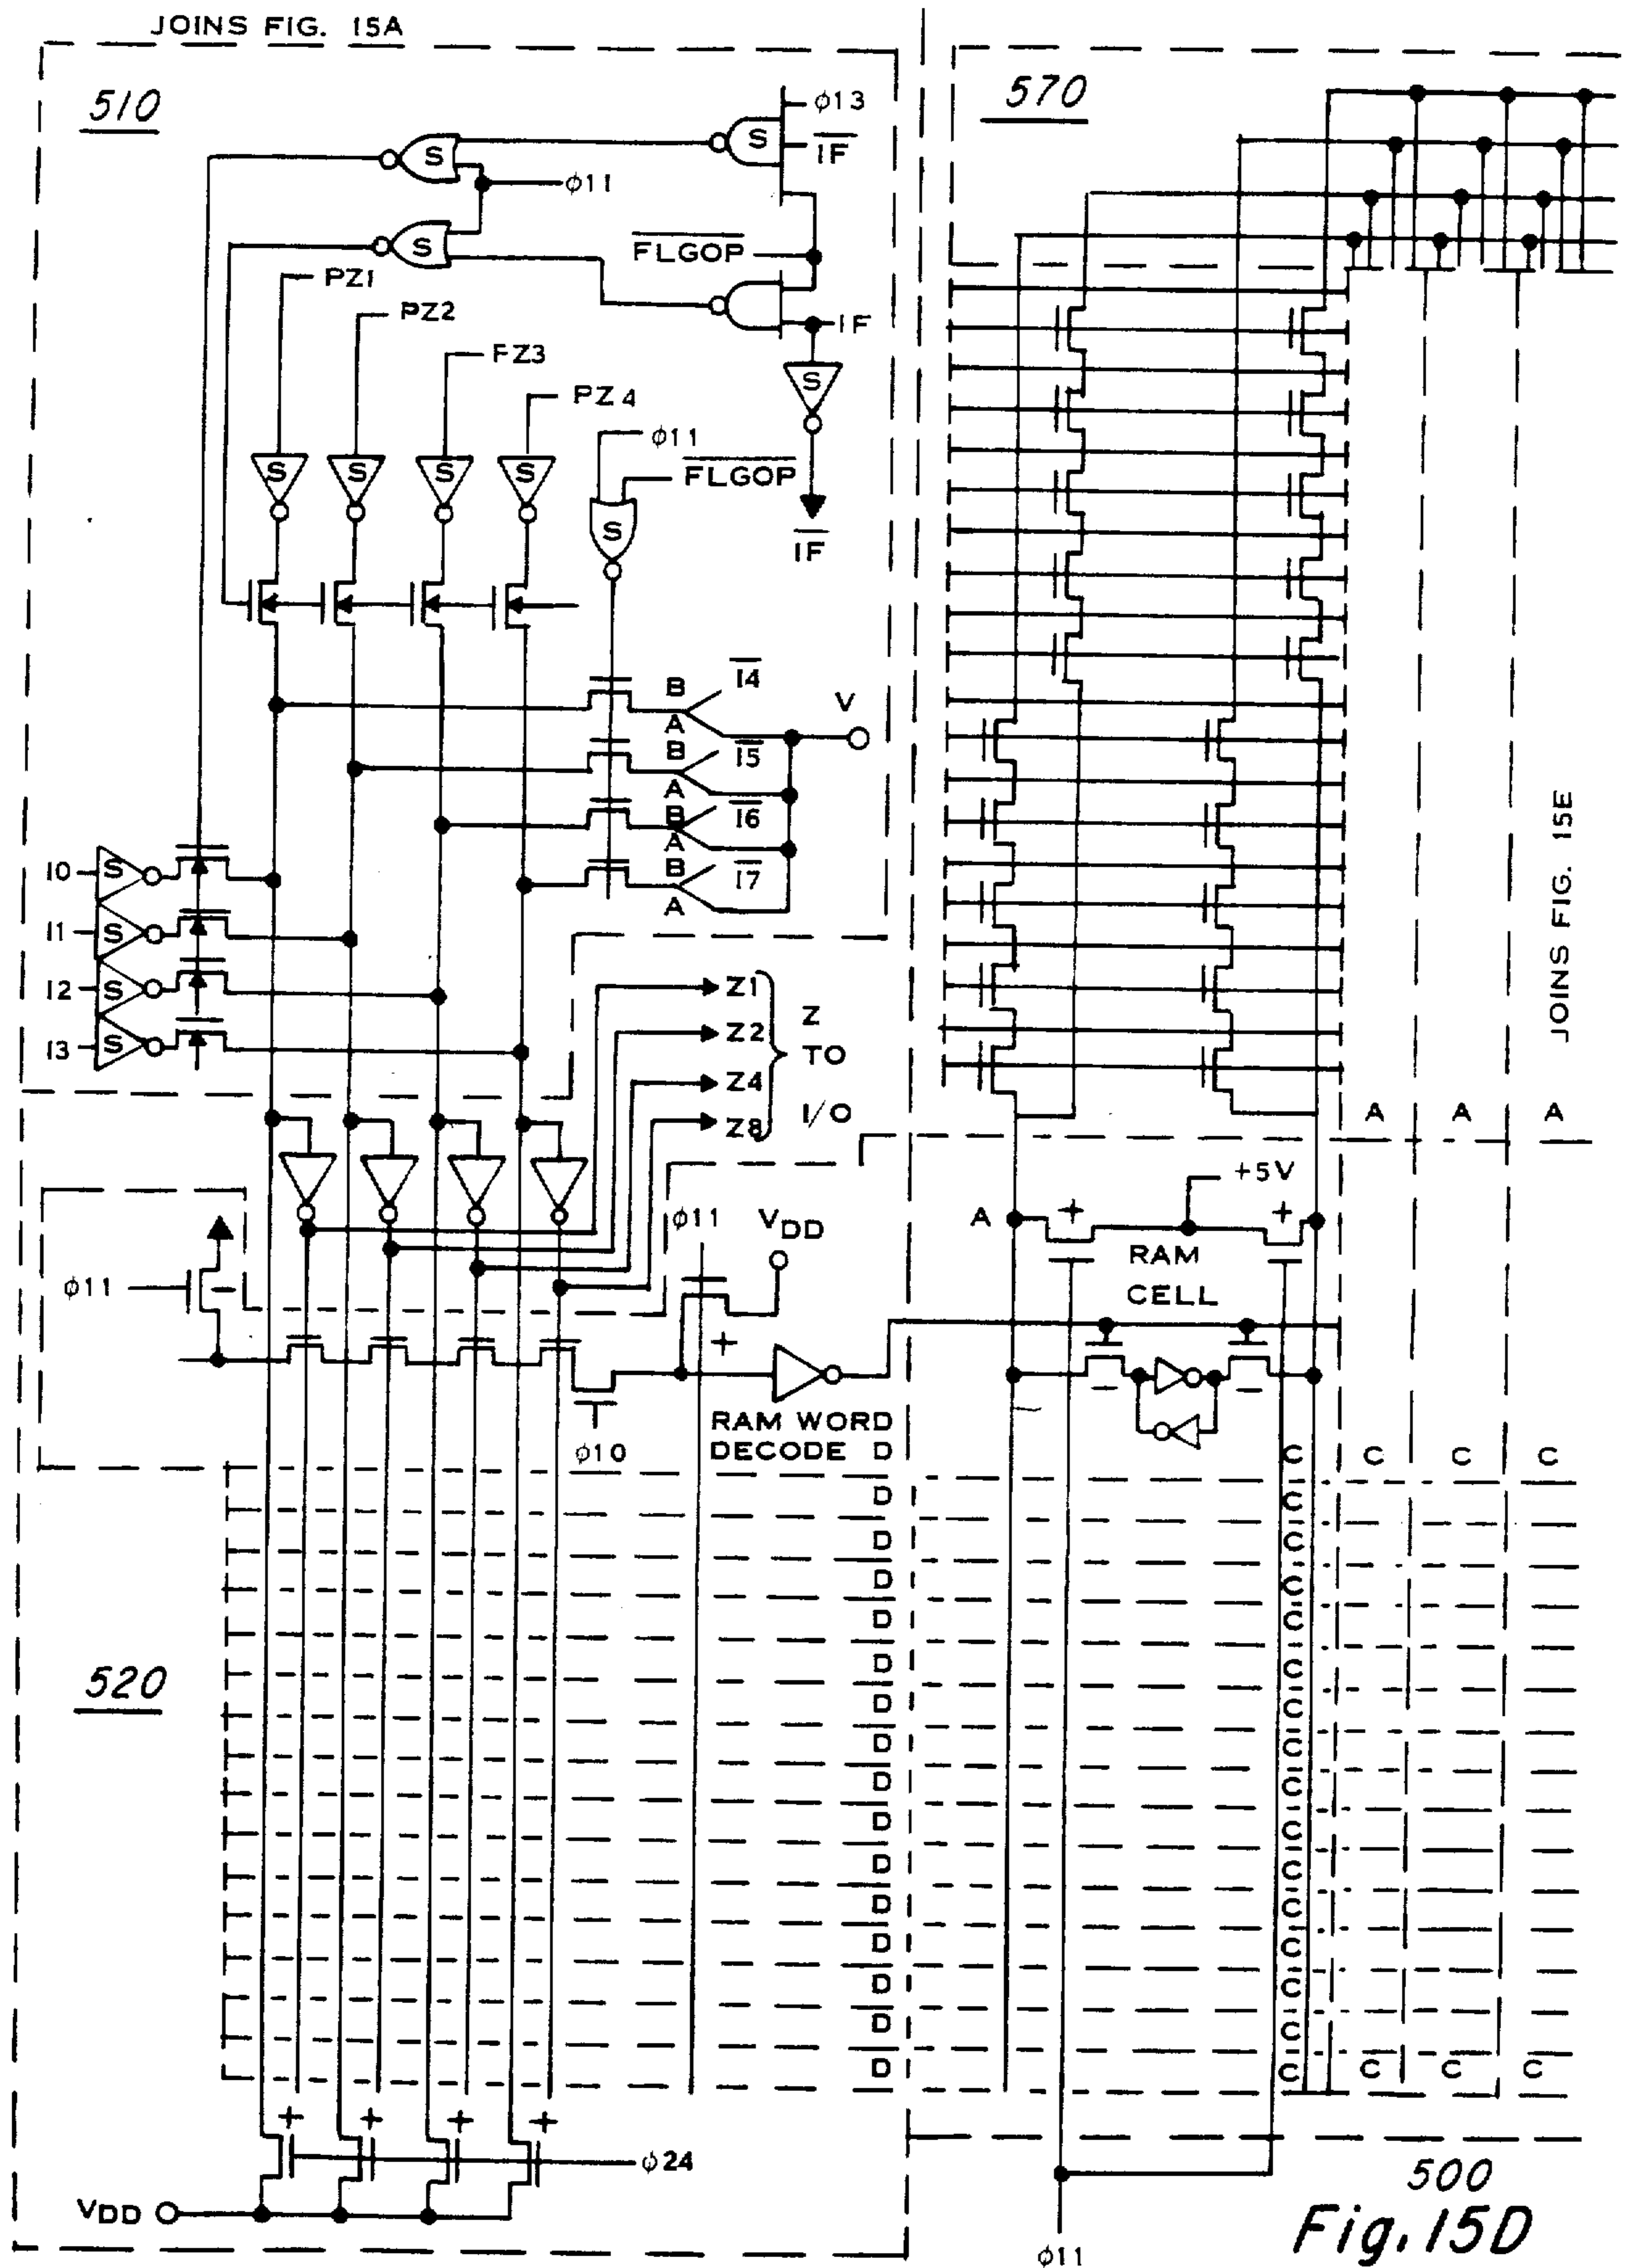 JOINS FIG. 15A
510
570
φ13
S
S
IF
φ11
S
FLGOP
PZ1
PZ2
IF
FZ3
S
PZ4
φ11
FLGOP
S
S
S
S
S
IF
B
I4
A
V
B
I5
A
B
I6
A
B
I7
A
I0
S
I1
S
I2
S
I3
S
JOINS FIG. 15E
Z1
Z2
Z4
Z8
Z
TO
I/O
A
A
A
φ11
VDD
A
+
+5V
+
RAM
CELL
φ11
−
+
−
−
RAM WORD
DECODE
φ10
D
C
C
C
C
D
C
D
C
D
C
D
C
D
C
520
D
C
D
C
D
C
D
C
D
C
D
C
D
C
D
C
D
C
D
C
D
C
C
C
C
+
+
+
+
φ24
VDD
φ11
500
Fig. 15D